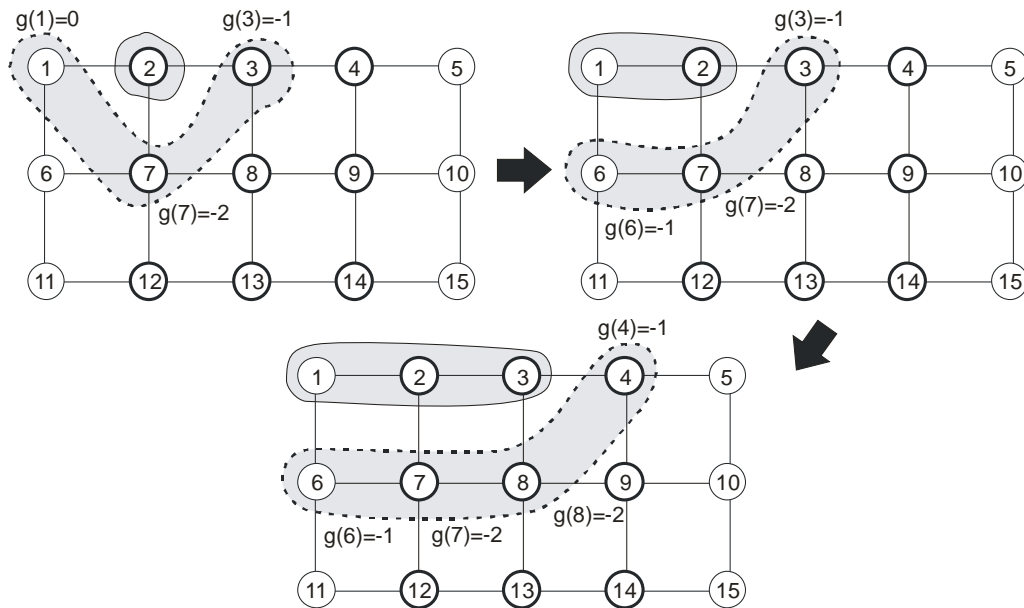 g(1)=0 g(3)=-1
1 2 3 4 5
6 7 8 9 10
g(7)=-2
11 12 13 14 15
g(3)=-1
1 2 3 4 5
6 7 8 9 10
g(6)=-1 g(7)=-2
11 12 13 14 15
g(4)=-1
1 2 3 4 5
6 7 8 9 10
g(6)=-1 g(7)=-2 g(8)=-2
11 12 13 14 15